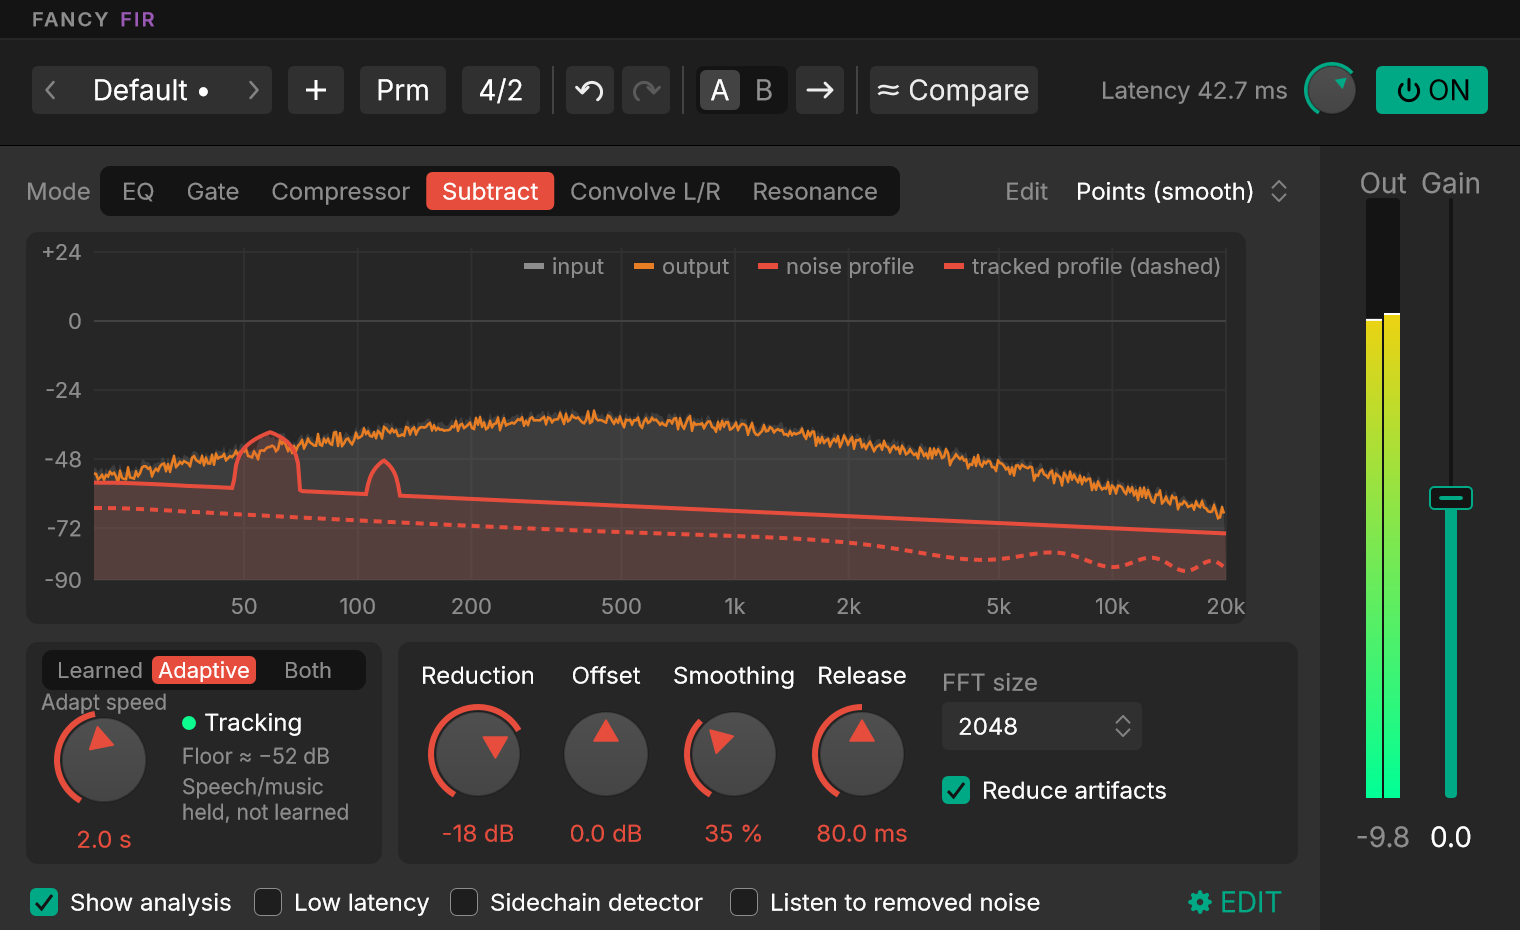 FANCY FIR
Default • + Prm 4/2 A B → ≈ Compare Latency 42.7 ms ON
Mode EQ Gate Compressor Subtract Convolve L/R Resonance Edit Points (smooth)
Out Gain
+24
input output noise profile tracked profile (dashed)
0
-24
-48
-72
-90
50 100 200 500 1k 2k 5k 10k 20k
Learned Adaptive Both
Adapt speed
Tracking
Floor ≈ −52 dB
Speech/music
held, not learned
2.0 s
Reduction Offset Smoothing Release
-18 dB 0.0 dB 35 % 80.0 ms
FFT size
2048
Reduce artifacts
-9.8 0.0
Show analysis Low latency Sidechain detector Listen to removed noise EDIT